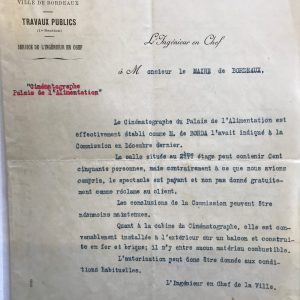 VILLE DE BORDEAUX
TRAVAUX PUBLICS
SERVICE DE L'INGÉNIEUR EN CHEF
L'Ingénieur en Chef
à Monsieur le MAIRE de BORDEAUX.
"Cinématographe
Palais de l'Alimentation"
Le Cinématographe du Palais de l'Alimentation est
effectivement établi comme M. de BORDA l'avait indiqué à la
Commission en Décembre dernier.
La salle située au étage peut contenir Cent
cinquante personnes, mais contrairement à ce que nous avions
compris, le spectacle est payant et non pas donné gratuite-
ment comme réclame au client.
Les conclusions de la Commission peuvent être
néanmoins maintenues.
Quant à la cabine du Cinématographe, elle est con-
venablement installée à l'extérieur sur un balcon et construi-
te en fer et briques; il n'y entre aucun matériau combustible.
L'autorisation peut donc être donnée aux condi-
tions habituelles.
L'Ingénieur en Chef de la Ville.